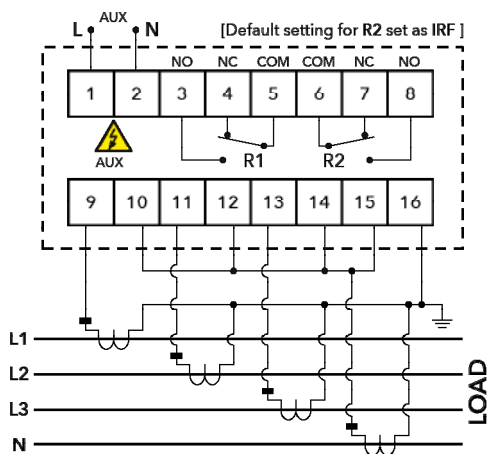 AUX
L N
[Default setting for R2 set as IRF ]
NO NC COM COM NC NO
1 2 3 4 5 6 7 8
AUX
R1 R2
9 10 11 12 13 14 15 16
L1
L2
L3
N
LOAD